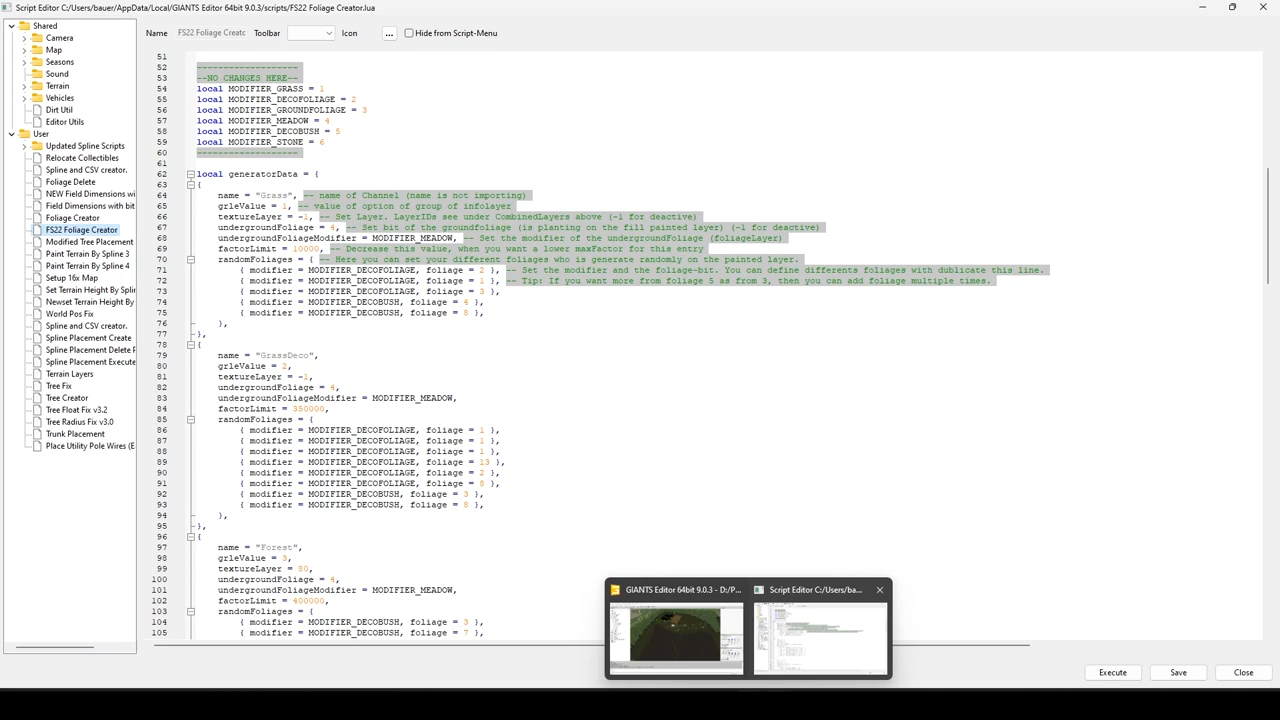 Script Editor C:/Users/bauer/AppData/Local/GIANTS Editor 64bit 9.0.3/scripts/FS22 Foliage Creator.lua
Name FS22 Foliage Creatc Toolbar Icon ... Hide from Script-Menu
Shared
Camera
Map
Seasons
Sound
Terrain
Vehicles
Dirt Util
Editor Utils
User
Updated Spline Scripts
Relocate Collectibles
Spline and CSV creator.
Foliage Delete
NEW Field Dimensions wi
Field Dimensions with bit
Foliage Creator
FS22 Foliage Creator
Modified Tree Placement
Paint Terrain By Spline 3
Paint Terrain By Spline 4
Set Terrain Height By Splir
Newset Terrain Height By
World Pos Fix
Spline and CSV creator.
Spline Placement Create
Spline Placement Delete F
Spline Placement Execute
Terrain Layers
Tree Fix
Tree Creator
Tree Float Fix v3.2
Tree Radius Fix v3.0
Setup 16x Map
Trunk Placement
Place Utility Pole Wires (E
51
52 -------------------
53 --NO CHANGES HERE--
54 local MODIFIER_GRASS = 1
55 local MODIFIER_DECOFOLIAGE = 2
56 local MODIFIER_GROUNDFOLIAGE = 3
57 local MODIFIER_MEADOW = 4
58 local MODIFIER_DECOBUSH = 5
59 local MODIFIER_STONE = 6
60 -------------------
61
62 local generatorData = {
63 {
64 name = "Grass", -- name of Channel (name is not importing)
65 grleValue = 1, -- value of option of group of infolayer
66 textureLayer = -1, -- Set Layer. LayerIDs see under CombinedLayers above (-1 for deactive)
67 undergroundFoliage = 4, -- Set bit of the groundfoliage (is planting on the fill painted layer) (-1 for deactive)
68 undergroundFoliageModifier = MODIFIER_MEADOW, -- Set the modifier of the undergroundFoliage (foliageLayer)
69 factorLimit = 10000, -- Decrease this value, when you want a lower maxFactor for this entry
70 randomFoliages = { -- Here you can set your different foliages who is generate randomly on the painted layer.
71 { modifier = MODIFIER_DECOFOLIAGE, foliage = 2 }, -- Set the modifier and the foliage-bit. You can define differents foliages with dublicate this line.
72 { modifier = MODIFIER_DECOFOLIAGE, foliage = 1 }, -- Tip: If you want more from foliage 5 as from 3, then you can add foliage multiple times.
73 { modifier = MODIFIER_DECOFOLIAGE, foliage = 3 },
74 { modifier = MODIFIER_DECOBUSH, foliage = 4 },
75 { modifier = MODIFIER_DECOBUSH, foliage = 8 },
76 },
77 },
78 {
79 name = "GrassDeco",
80 grleValue = 2,
81 textureLayer = -1,
82 undergroundFoliage = 4,
83 undergroundFoliageModifier = MODIFIER_MEADOW,
84 factorLimit = 350000,
85 randomFoliages = {
86 { modifier = MODIFIER_DECOFOLIAGE, foliage = 1 },
87 { modifier = MODIFIER_DECOFOLIAGE, foliage = 1 },
88 { modifier = MODIFIER_DECOFOLIAGE, foliage = 1 },
89 { modifier = MODIFIER_DECOFOLIAGE, foliage = 13 },
90 { modifier = MODIFIER_DECOFOLIAGE, foliage = 2 },
91 { modifier = MODIFIER_DECOFOLIAGE, foliage = 8 },
92 { modifier = MODIFIER_DECOBUSH, foliage = 3 },
93 { modifier = MODIFIER_DECOBUSH, foliage = 8 },
94 },
95 },
96 {
97 name = "Forest",
98 grleValue = 3,
99 textureLayer = 80,
100 undergroundFoliage = 4,
101 undergroundFoliageModifier = MODIFIER_MEADOW,
102 factorLimit = 400000,
103 randomFoliages = {
104 { modifier = MODIFIER_DECOBUSH, foliage = 3 },
105 { modifier = MODIFIER_DECOBUSH, foliage = 7 },
GIANTS Editor 64bit 9.0.3 - D:/P...
Script Editor C:/Users/ba...
Execute Save Close